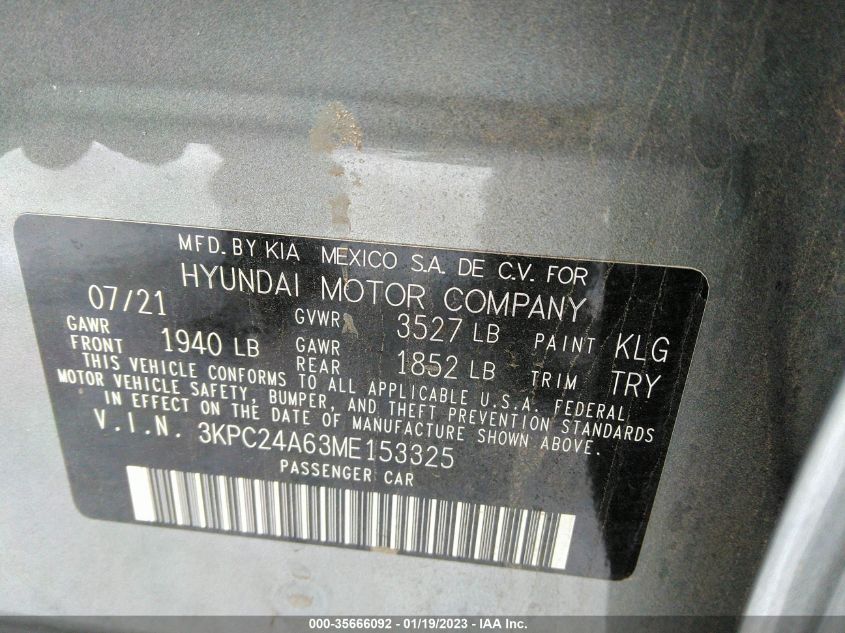 MFD. BY KIA MEXICO S.A. DE C.V. FOR
HYUNDAI MOTOR COMPANY
07/21 GVWR 3527 LB PAINT KLG
GAWR FRONT 1940 LB GAWR REAR 1852 LB TRIM TRY
THIS VEHICLE CONFORMS TO ALL APPLICABLE U.S.A. FEDERAL
MOTOR VEHICLE SAFETY, BUMPER, AND THEFT PREVENTION STANDARDS
IN EFFECT ON THE DATE OF MANUFACTURE SHOWN ABOVE.
V.I.N. 3KPC24A63ME153325
PASSENGER CAR
000-35666092 - 01/19/2023 - IAA Inc.